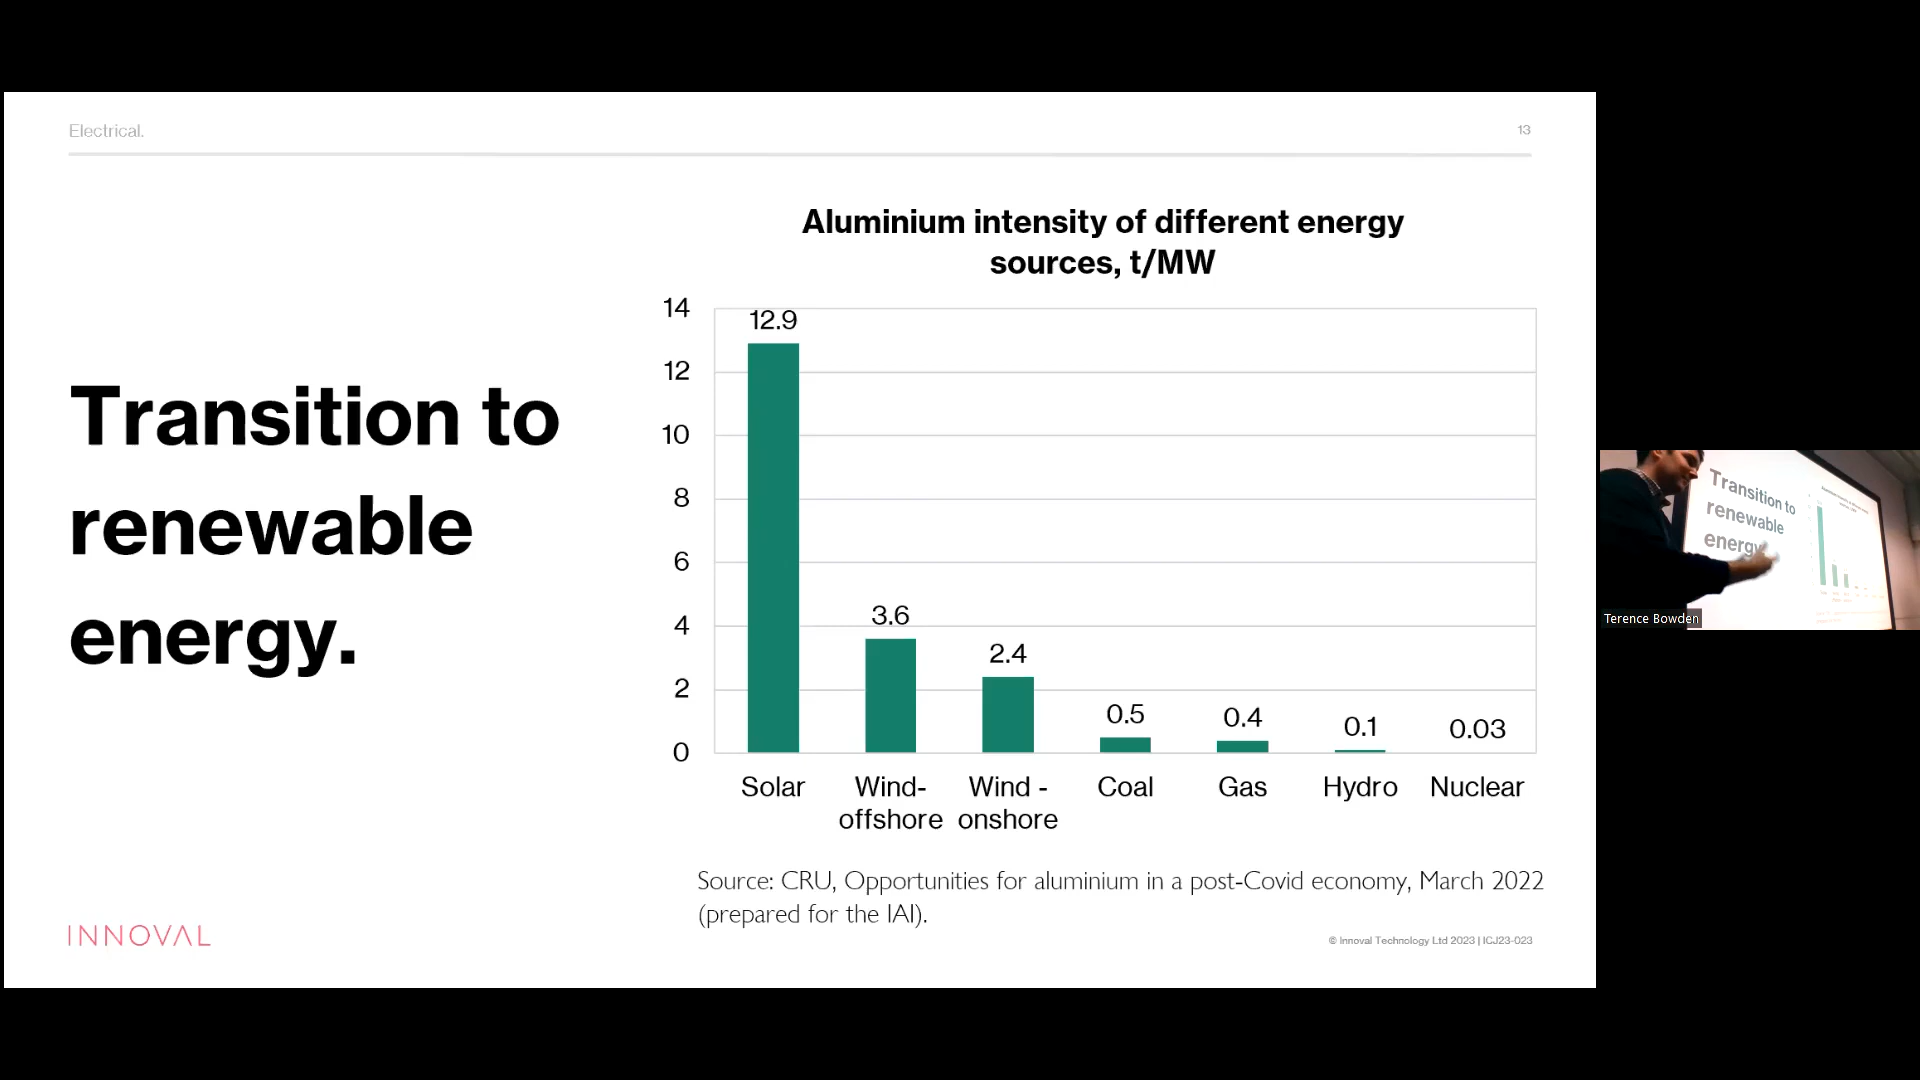 Electrical.
13
Transition to
renewable
energy.
Aluminium intensity of different energy
sources, t/MW
14
12
10
8
6
4
2
0
12.9
3.6
2.4
0.5
0.4
0.1
0.03
Solar
Wind-
offshore
Wind -
onshore
Coal
Gas
Hydro
Nuclear
Source: CRU, Opportunities for aluminium in a post-Covid economy, March 2022
(prepared for the IAI).
INNOVAL
© Innoval Technology Ltd 2023 | ICJ23-023
Transition to
renewable
energy
Terence Bowden